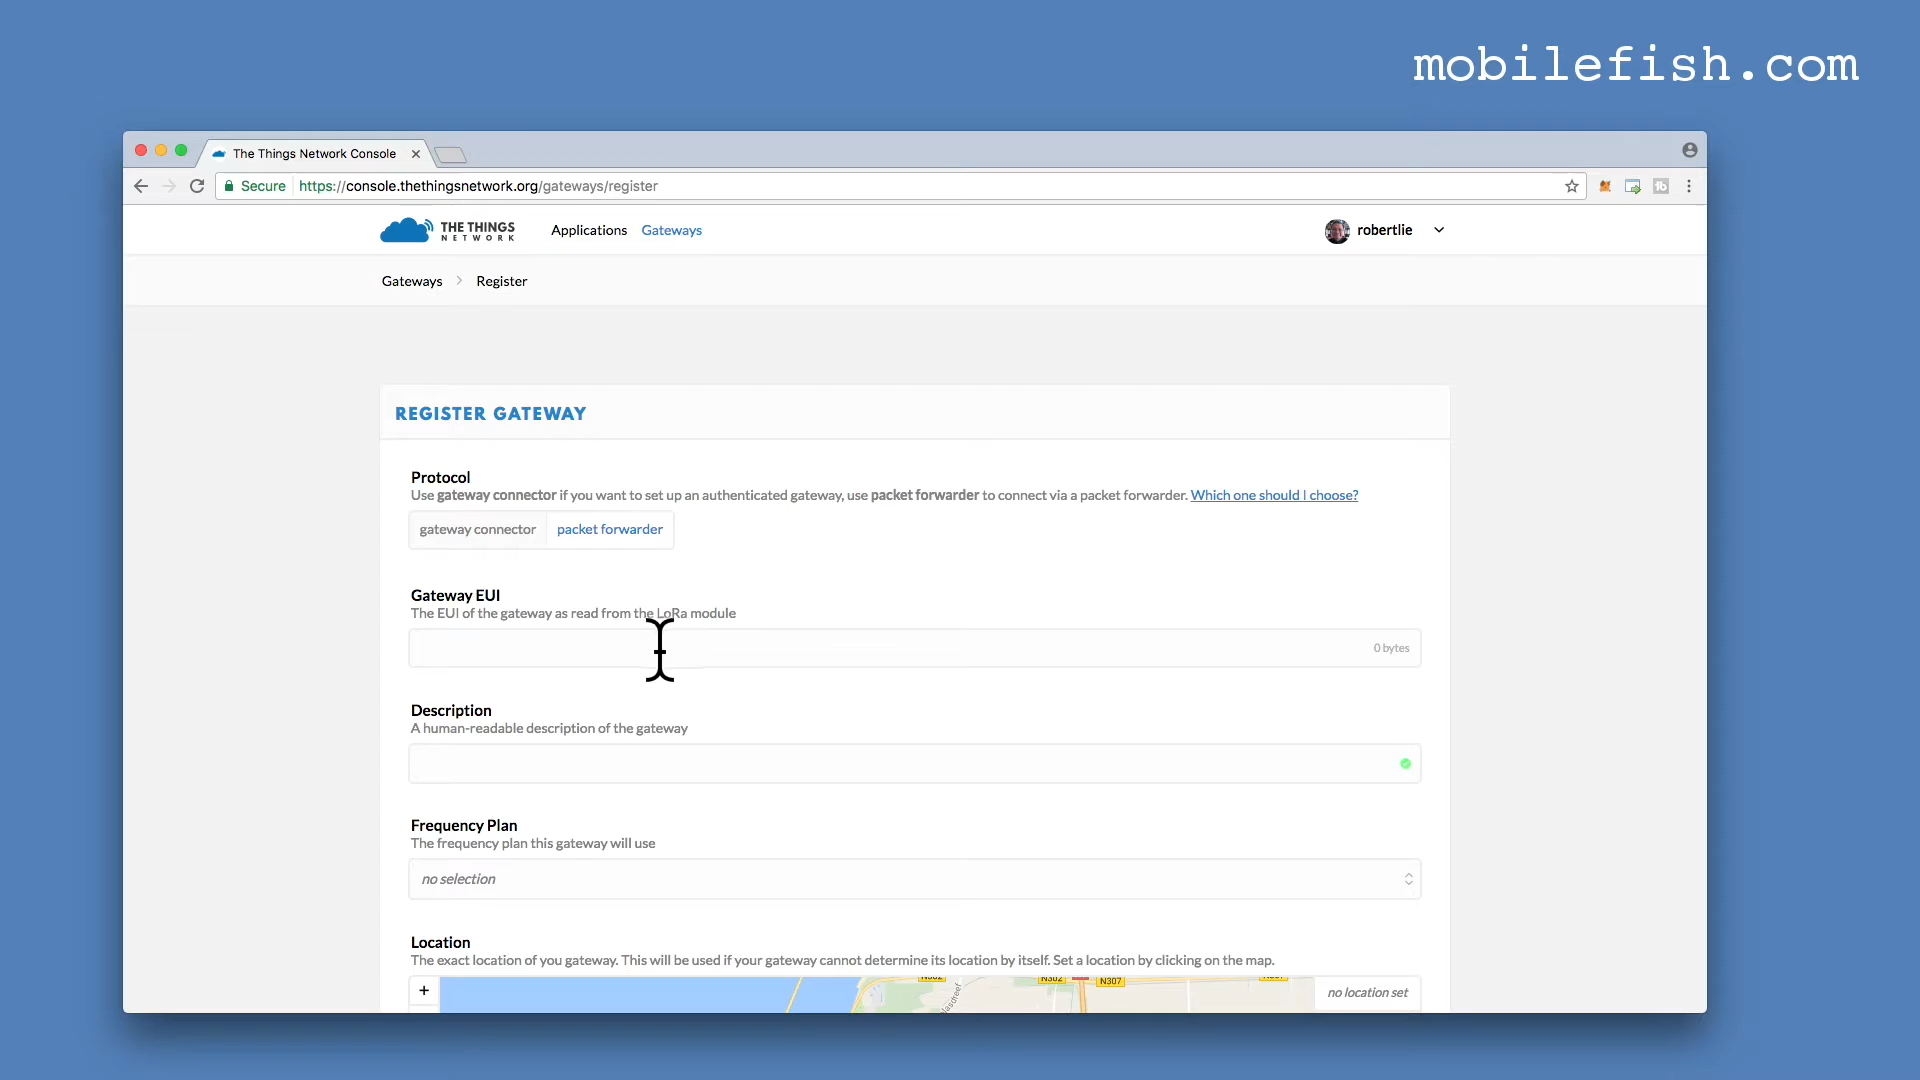 mobilefish.com
The Things Network Console
Secure https://console.thethingsnetwork.org/gateways/register
THE THINGS
NETWORK
Applications Gateways
robertlie
Gateways Register
REGISTER GATEWAY
Protocol
Use gateway connector if you want to set up an authenticated gateway, use packet forwarder to connect via a packet forwarder. Which one should I choose?
gateway connector packet forwarder
Gateway EUI
The EUI of the gateway as read from the LoRa module
0 bytes
Description
A human-readable description of the gateway
Frequency Plan
The frequency plan this gateway will use
no selection
Location
The exact location of you gateway. This will be used if your gateway cannot determine its location by itself. Set a location by clicking on the map.
+
N302 N307
no location set